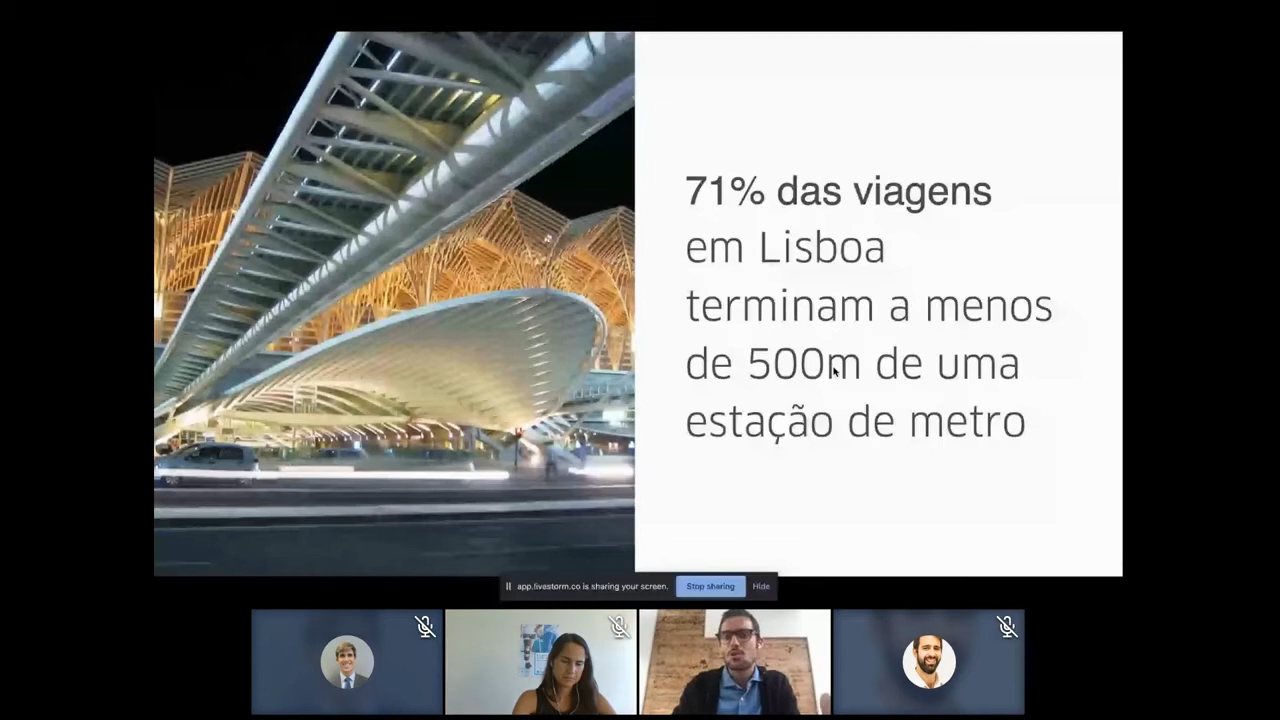 71% das viagens
em Lisboa
terminam a menos
de 500m de uma
estação de metro
app.livestorm.co is sharing your screen. Stop sharing Hide